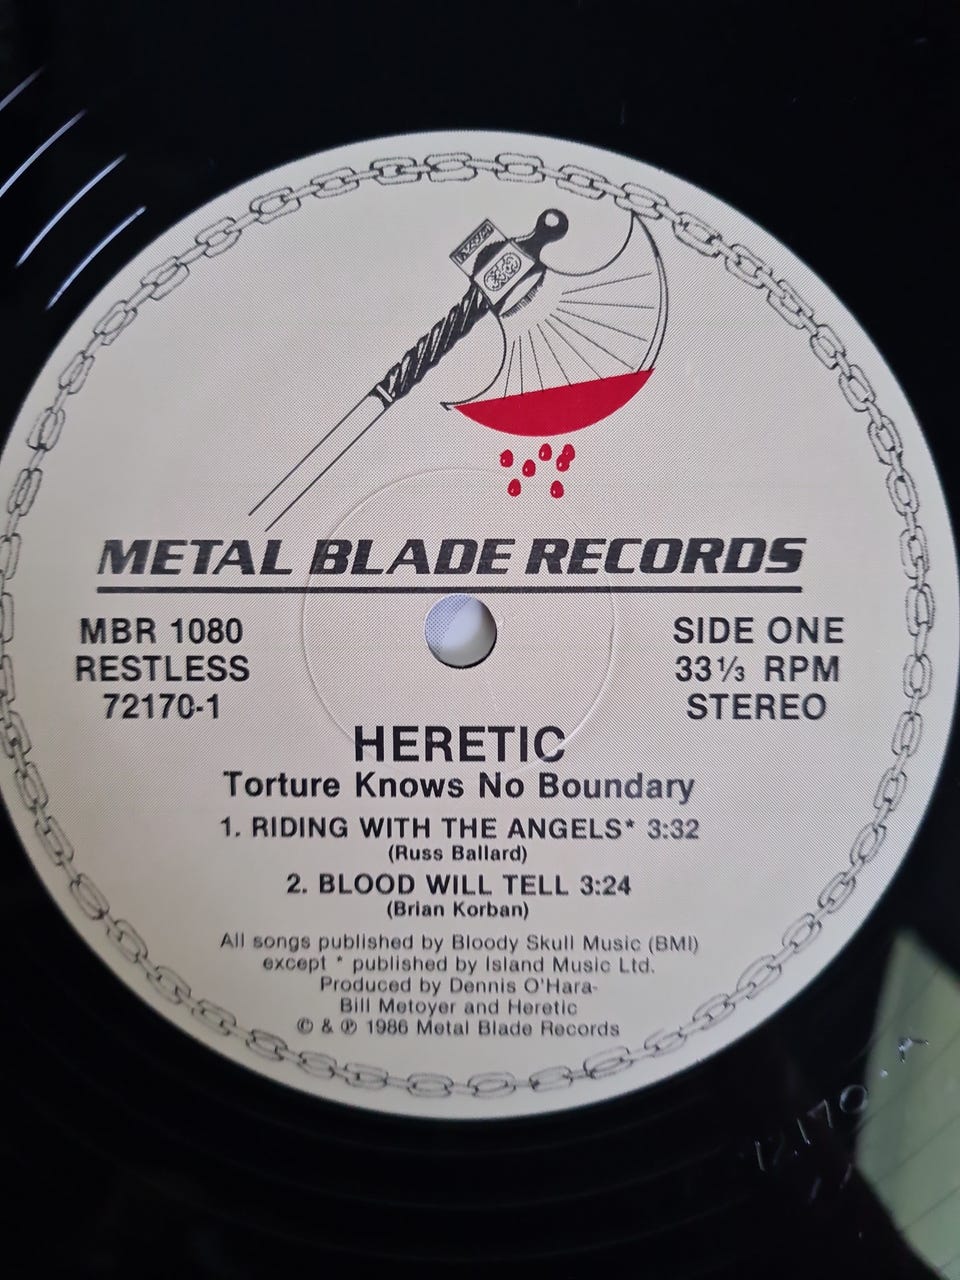 METAL BLADE RECORDS
MBR 1080
RESTLESS
72170-1
SIDE ONE
33 1/3 RPM
STEREO
HERETIC
Torture Knows No Boundary
1. RIDING WITH THE ANGELS* 3:32
(Russ Ballard)
2. BLOOD WILL TELL 3:24
(Brian Korban)
All songs published by Bloody Skull Music (BMI)
except * published by Island Music Ltd.
Produced by Dennis O'Hara-
Bill Metoyer and Heretic
© & ℗ 1986 Metal Blade Records